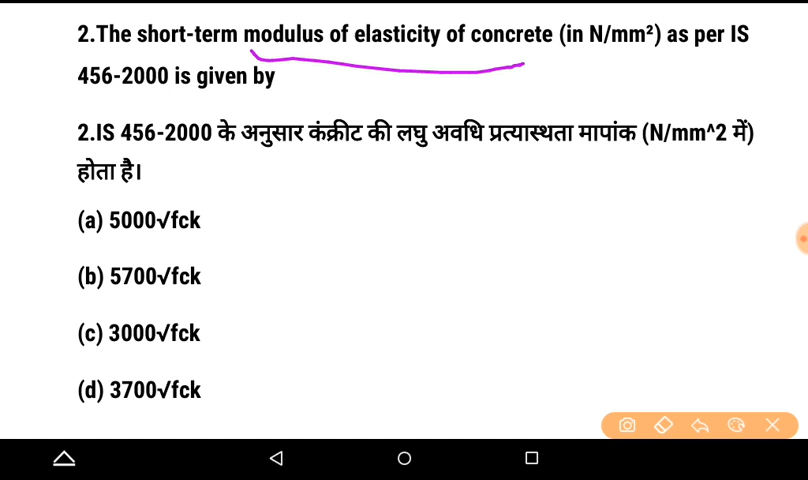 2.The short-term modulus of elasticity of concrete (in N/mm²) as per IS
456-2000 is given by
2.IS 456-2000 के अनुसार कंक्रीट की लघु अवधि प्रत्यास्थता मापांक (N/mm^2 में)
होता है।
(a) 5000√fck
(b) 5700√fck
(c) 3000√fck
(d) 3700√fck